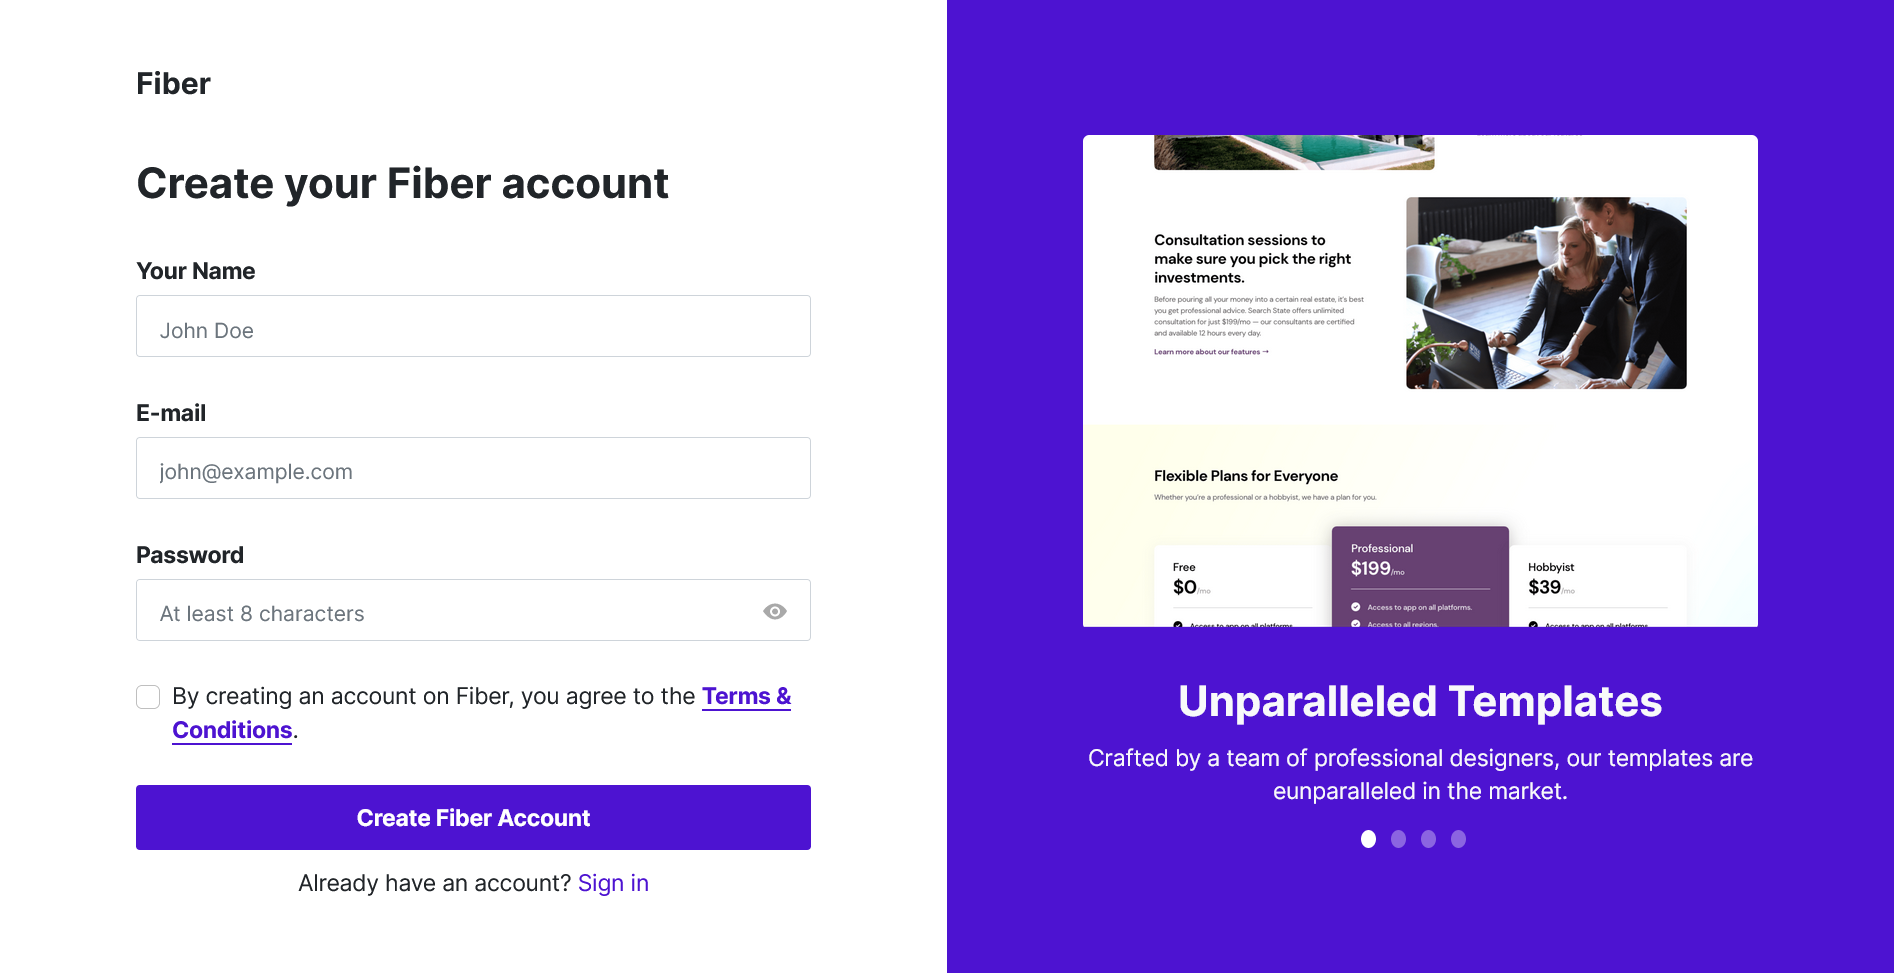 Fiber
Create your Fiber account
Your Name
John Doe
E-mail
john@example.com
Password
At least 8 characters
By creating an account on Fiber, you agree to the Terms &
Conditions.
Create Fiber Account
Already have an account? Sign in
Consultation sessions to
make sure you pick the right
investments.
Before pouring all your money into a certain real estate, it's best
you get professional advice. Search State offers unlimited
consultation for just $199/mo — our consultants are certified
and available 12 hours every day.
Learn more about our features →
Flexible Plans for Everyone
Whether you're a professional or a hobbyist, we have a plan for you.
Free
$0/mo
Access to app on all platforms.
Professional
$199/mo
Access to app on all platforms.
Access to all regions.
Hobbyist
$39/mo
Access to app on all platforms.
Unparalleled Templates
Crafted by a team of professional designers, our templates are
eunparalleled in the market.